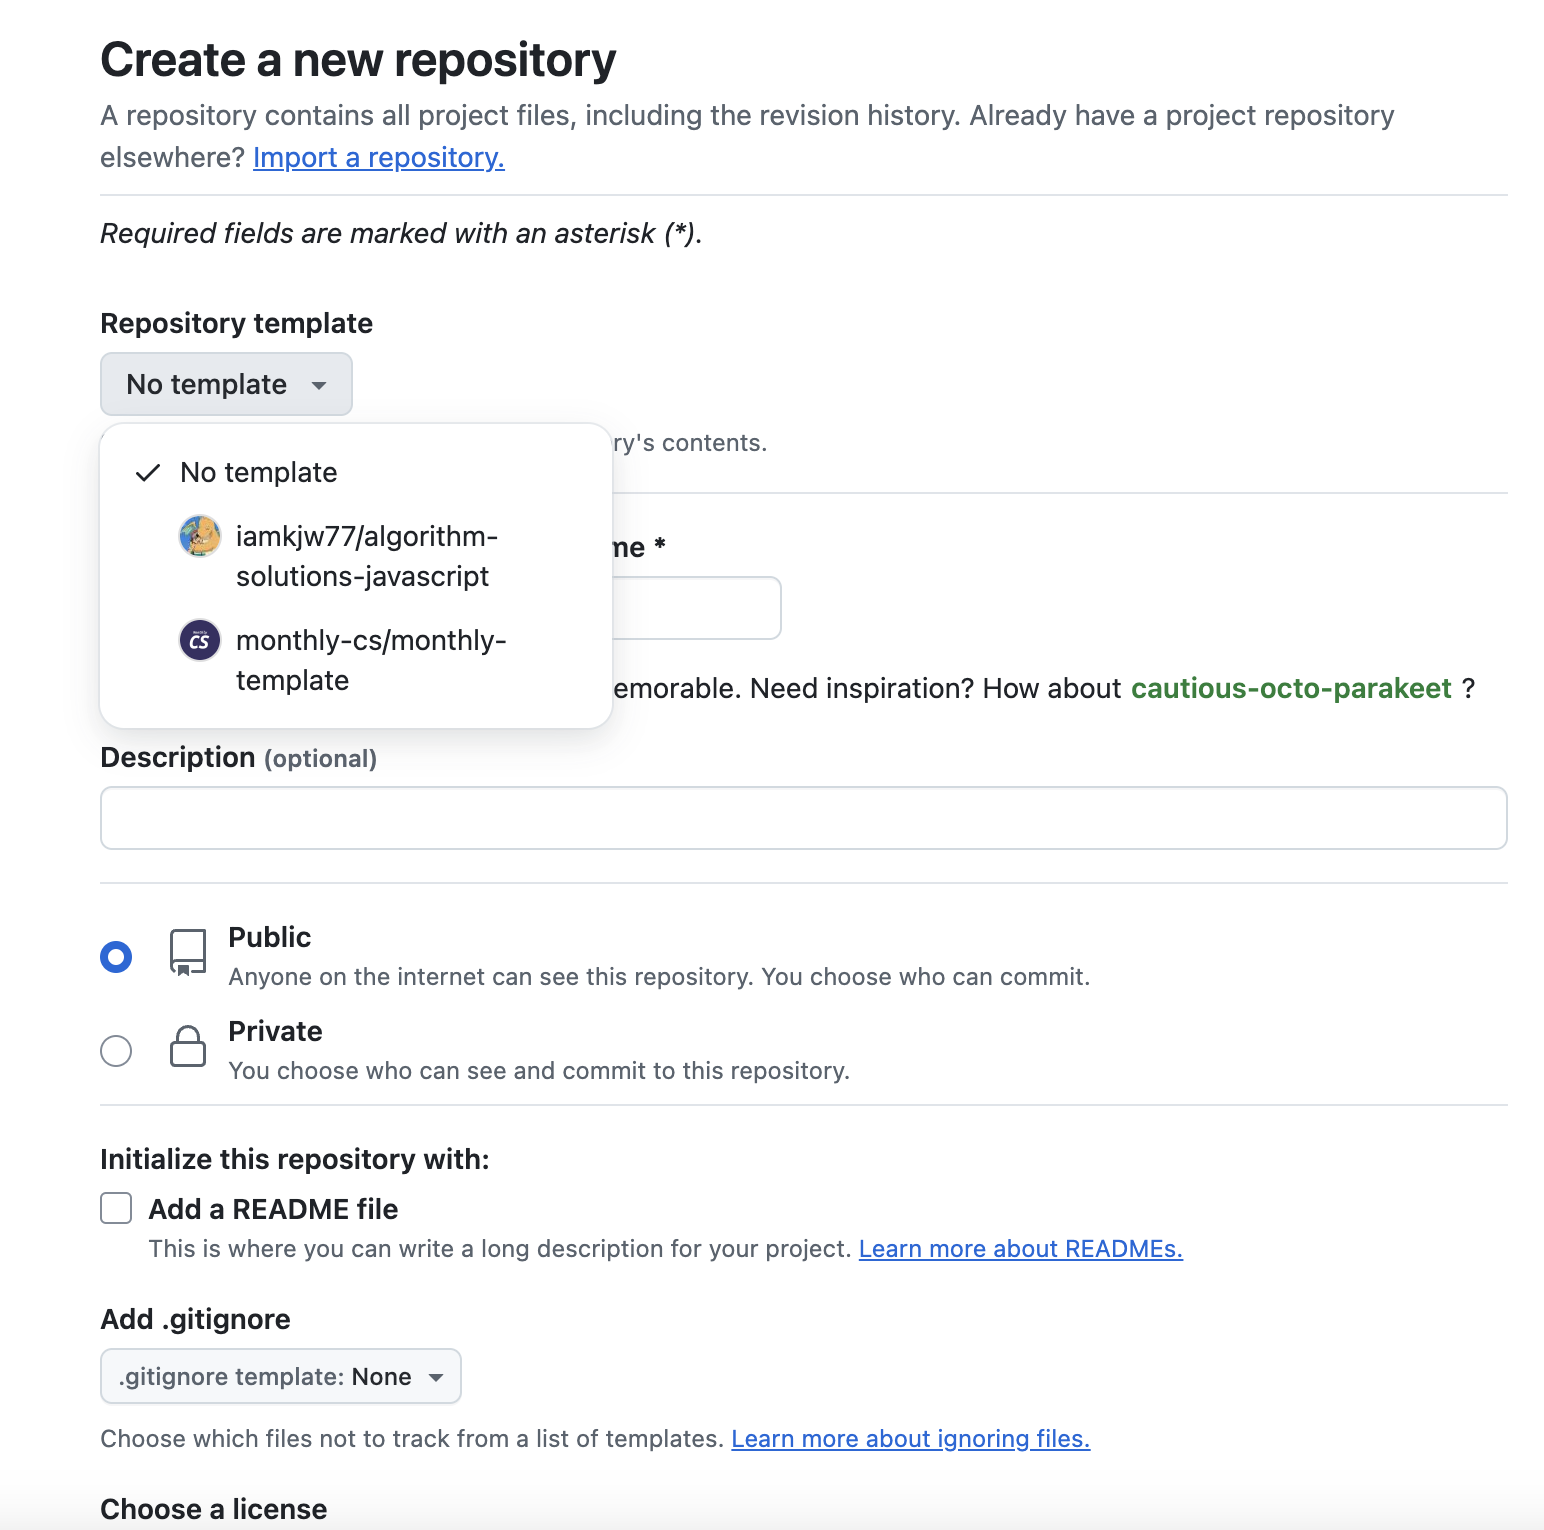 Create a new repository
A repository contains all project files, including the revision history. Already have a project repository
elsewhere? Import a repository.
Required fields are marked with an asterisk (*).
Repository template
No template
ry's contents.
No template
iamkjw77/algorithm-
solutions-javascript
me *
monthly-cs/monthly-
template
CS
emorable. Need inspiration? How about cautious-octo-parakeet ?
Description (optional)
Public
Anyone on the internet can see this repository. You choose who can commit.
Private
You choose who can see and commit to this repository.
Initialize this repository with:
Add a README file
This is where you can write a long description for your project. Learn more about READMEs.
Add .gitignore
.gitignore template: None
Choose which files not to track from a list of templates. Learn more about ignoring files.
Choose a license